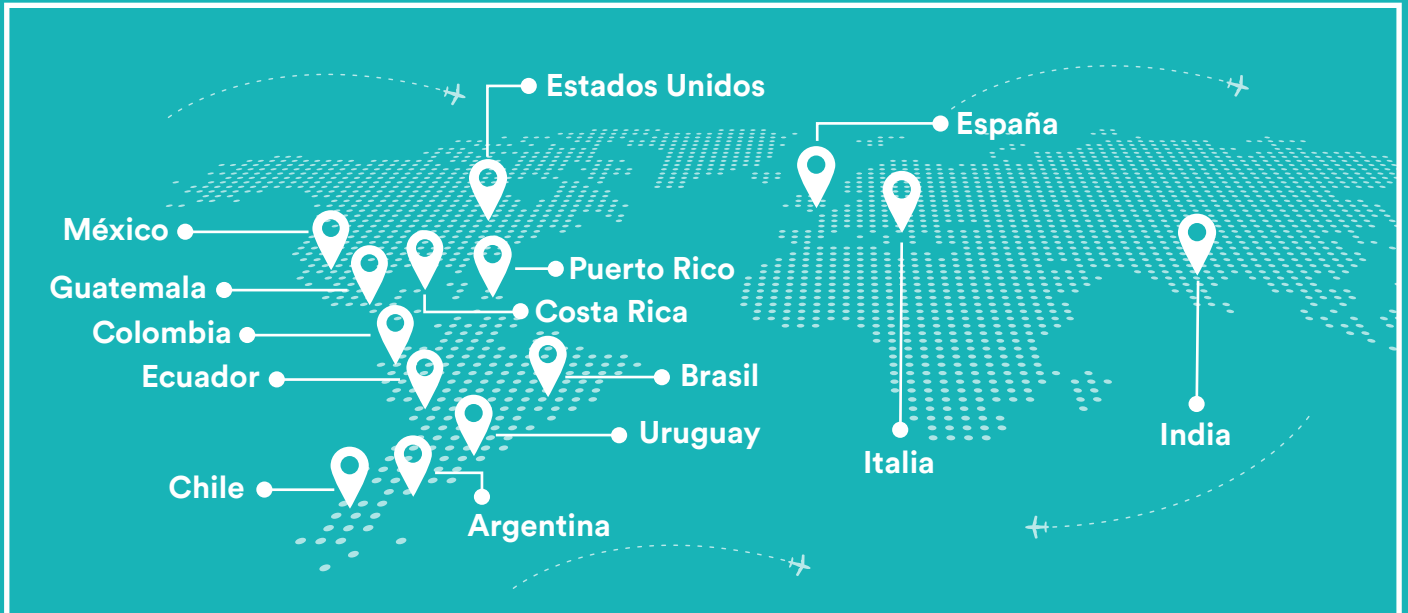 Estados Unidos
España
México
Puerto Rico
Guatemala
Costa Rica
Colombia
Ecuador
Brasil
Uruguay
India
Italia
Chile
Argentina